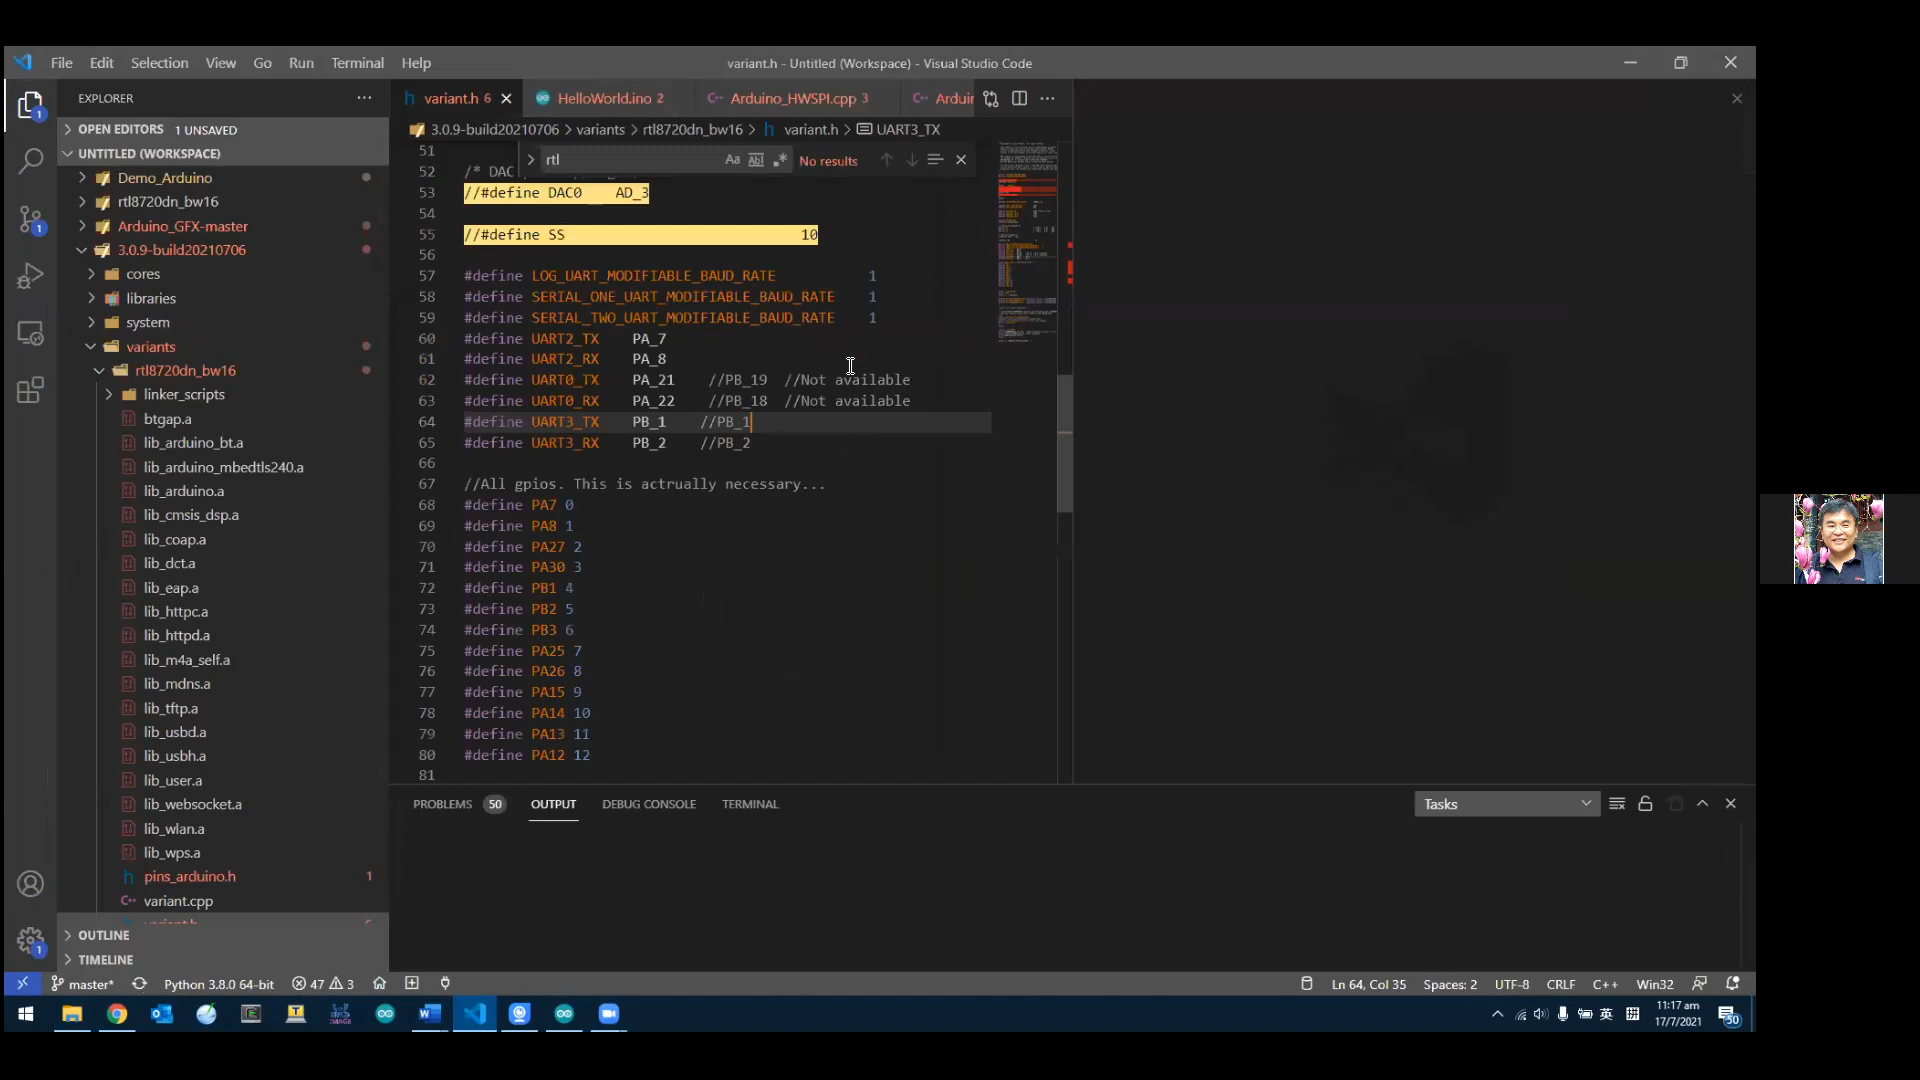 File Edit Selection View Go Run Terminal Help
variant.h - Untitled (Workspace) - Visual Studio Code
EXPLORER
variant.h 6
HelloWorld.ino 2
Arduino_HWSPI.cpp 3
OPEN EDITORS 1 UNSAVED
UNTITLED (WORKSPACE)
Demo_Arduino
rtl8720dn_bw16
Arduino_GFX-master
3.0.9-build20210706
cores
libraries
system
variants
rtl8720dn_bw16
linker_scripts
btgap.a
lib_arduino_bt.a
lib_arduino_mbedtls240.a
lib_arduino.a
lib_cmsis_dsp.a
lib_coap.a
lib_dct.a
lib_eap.a
lib_httpc.a
lib_httpd.a
lib_m4a_self.a
lib_mdns.a
lib_tftp.a
lib_usbd.a
lib_usbh.a
lib_user.a
lib_websocket.a
lib_wlan.a
lib_wps.a
pins_arduino.h 1
variant.cpp
OUTLINE
TIMELINE
3.0.9-build20210706 > variants > rtl8720dn_bw16 > variant.h > UART3_TX
rtl
Aa Abl No results
51
52 /* DAC
53 //#define DAC0 AD_3
54
55 //#define SS 10
56
57 #define LOG_UART_MODIFIABLE_BAUD_RATE 1
58 #define SERIAL_ONE_UART_MODIFIABLE_BAUD_RATE 1
59 #define SERIAL_TWO_UART_MODIFIABLE_BAUD_RATE 1
60 #define UART2_TX PA_7
61 #define UART2_RX PA_8
62 #define UART0_TX PA_21 //PB_19 //Not available
63 #define UART0_RX PA_22 //PB_18 //Not available
64 #define UART3_TX PB_1 //PB_1
65 #define UART3_RX PB_2 //PB_2
66
67 //All gpios. This is actrually necessary...
68 #define PA7 0
69 #define PA8 1
70 #define PA27 2
71 #define PA30 3
72 #define PB1 4
73 #define PB2 5
74 #define PB3 6
75 #define PA25 7
76 #define PA26 8
77 #define PA15 9
78 #define PA14 10
79 #define PA13 11
80 #define PA12 12
81
PROBLEMS 50 OUTPUT DEBUG CONSOLE TERMINAL
Tasks
master* Python 3.8.0 64-bit 47 3
Ln 64, Col 35 Spaces: 2 UTF-8 CRLF C++ Win32
英
11:17 am
17/7/2021
50